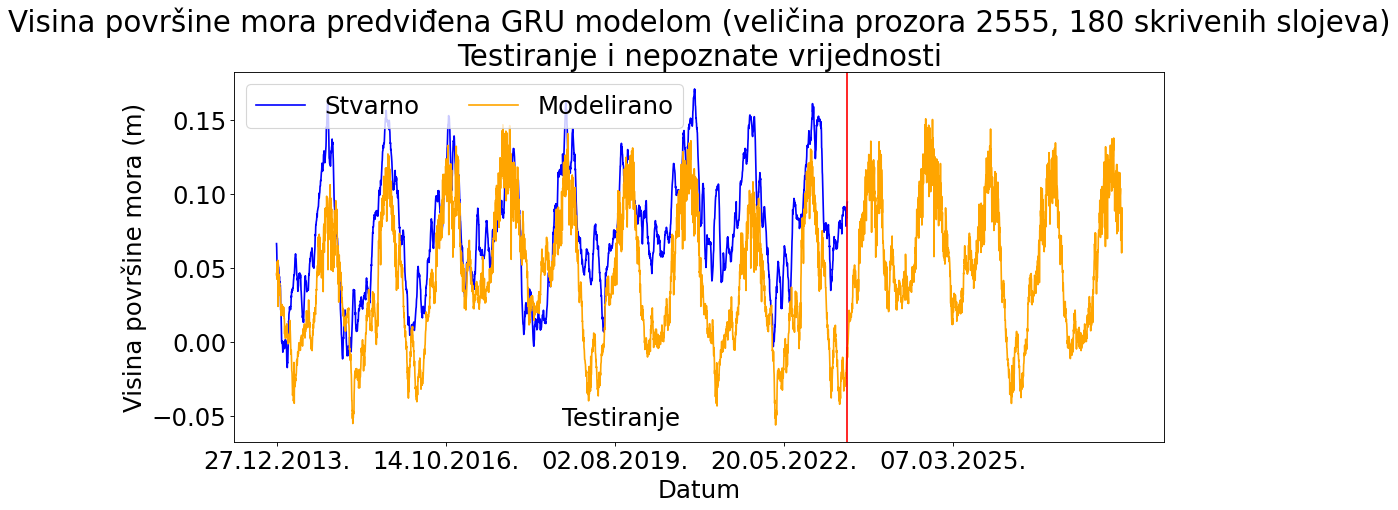 Visina površine mora predviđena GRU modelom (veličina prozora 2555, 180 skrivenih slojeva)
Testiranje i nepoznate vrijednosti
Stvarno
Modelirano
Visina površine mora (m)
0.15
0.10
0.05
0.00
−0.05
Testiranje
27.12.2013.
14.10.2016.
02.08.2019.
20.05.2022.
07.03.2025.
Datum